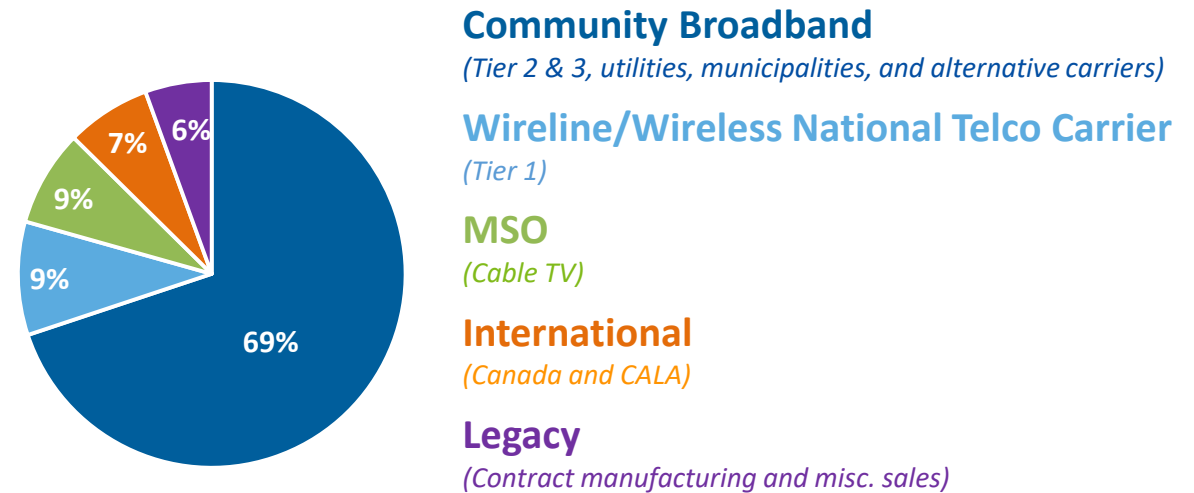 Community Broadband
(Tier 2 & 3, utilities, municipalities, and alternative carriers)
Wireline/Wireless National Telco Carrier
(Tier 1)
MSO
(Cable TV)
International
(Canada and CALA)
Legacy
(Contract manufacturing and misc. sales)
6%
7%
9%
9%
69%